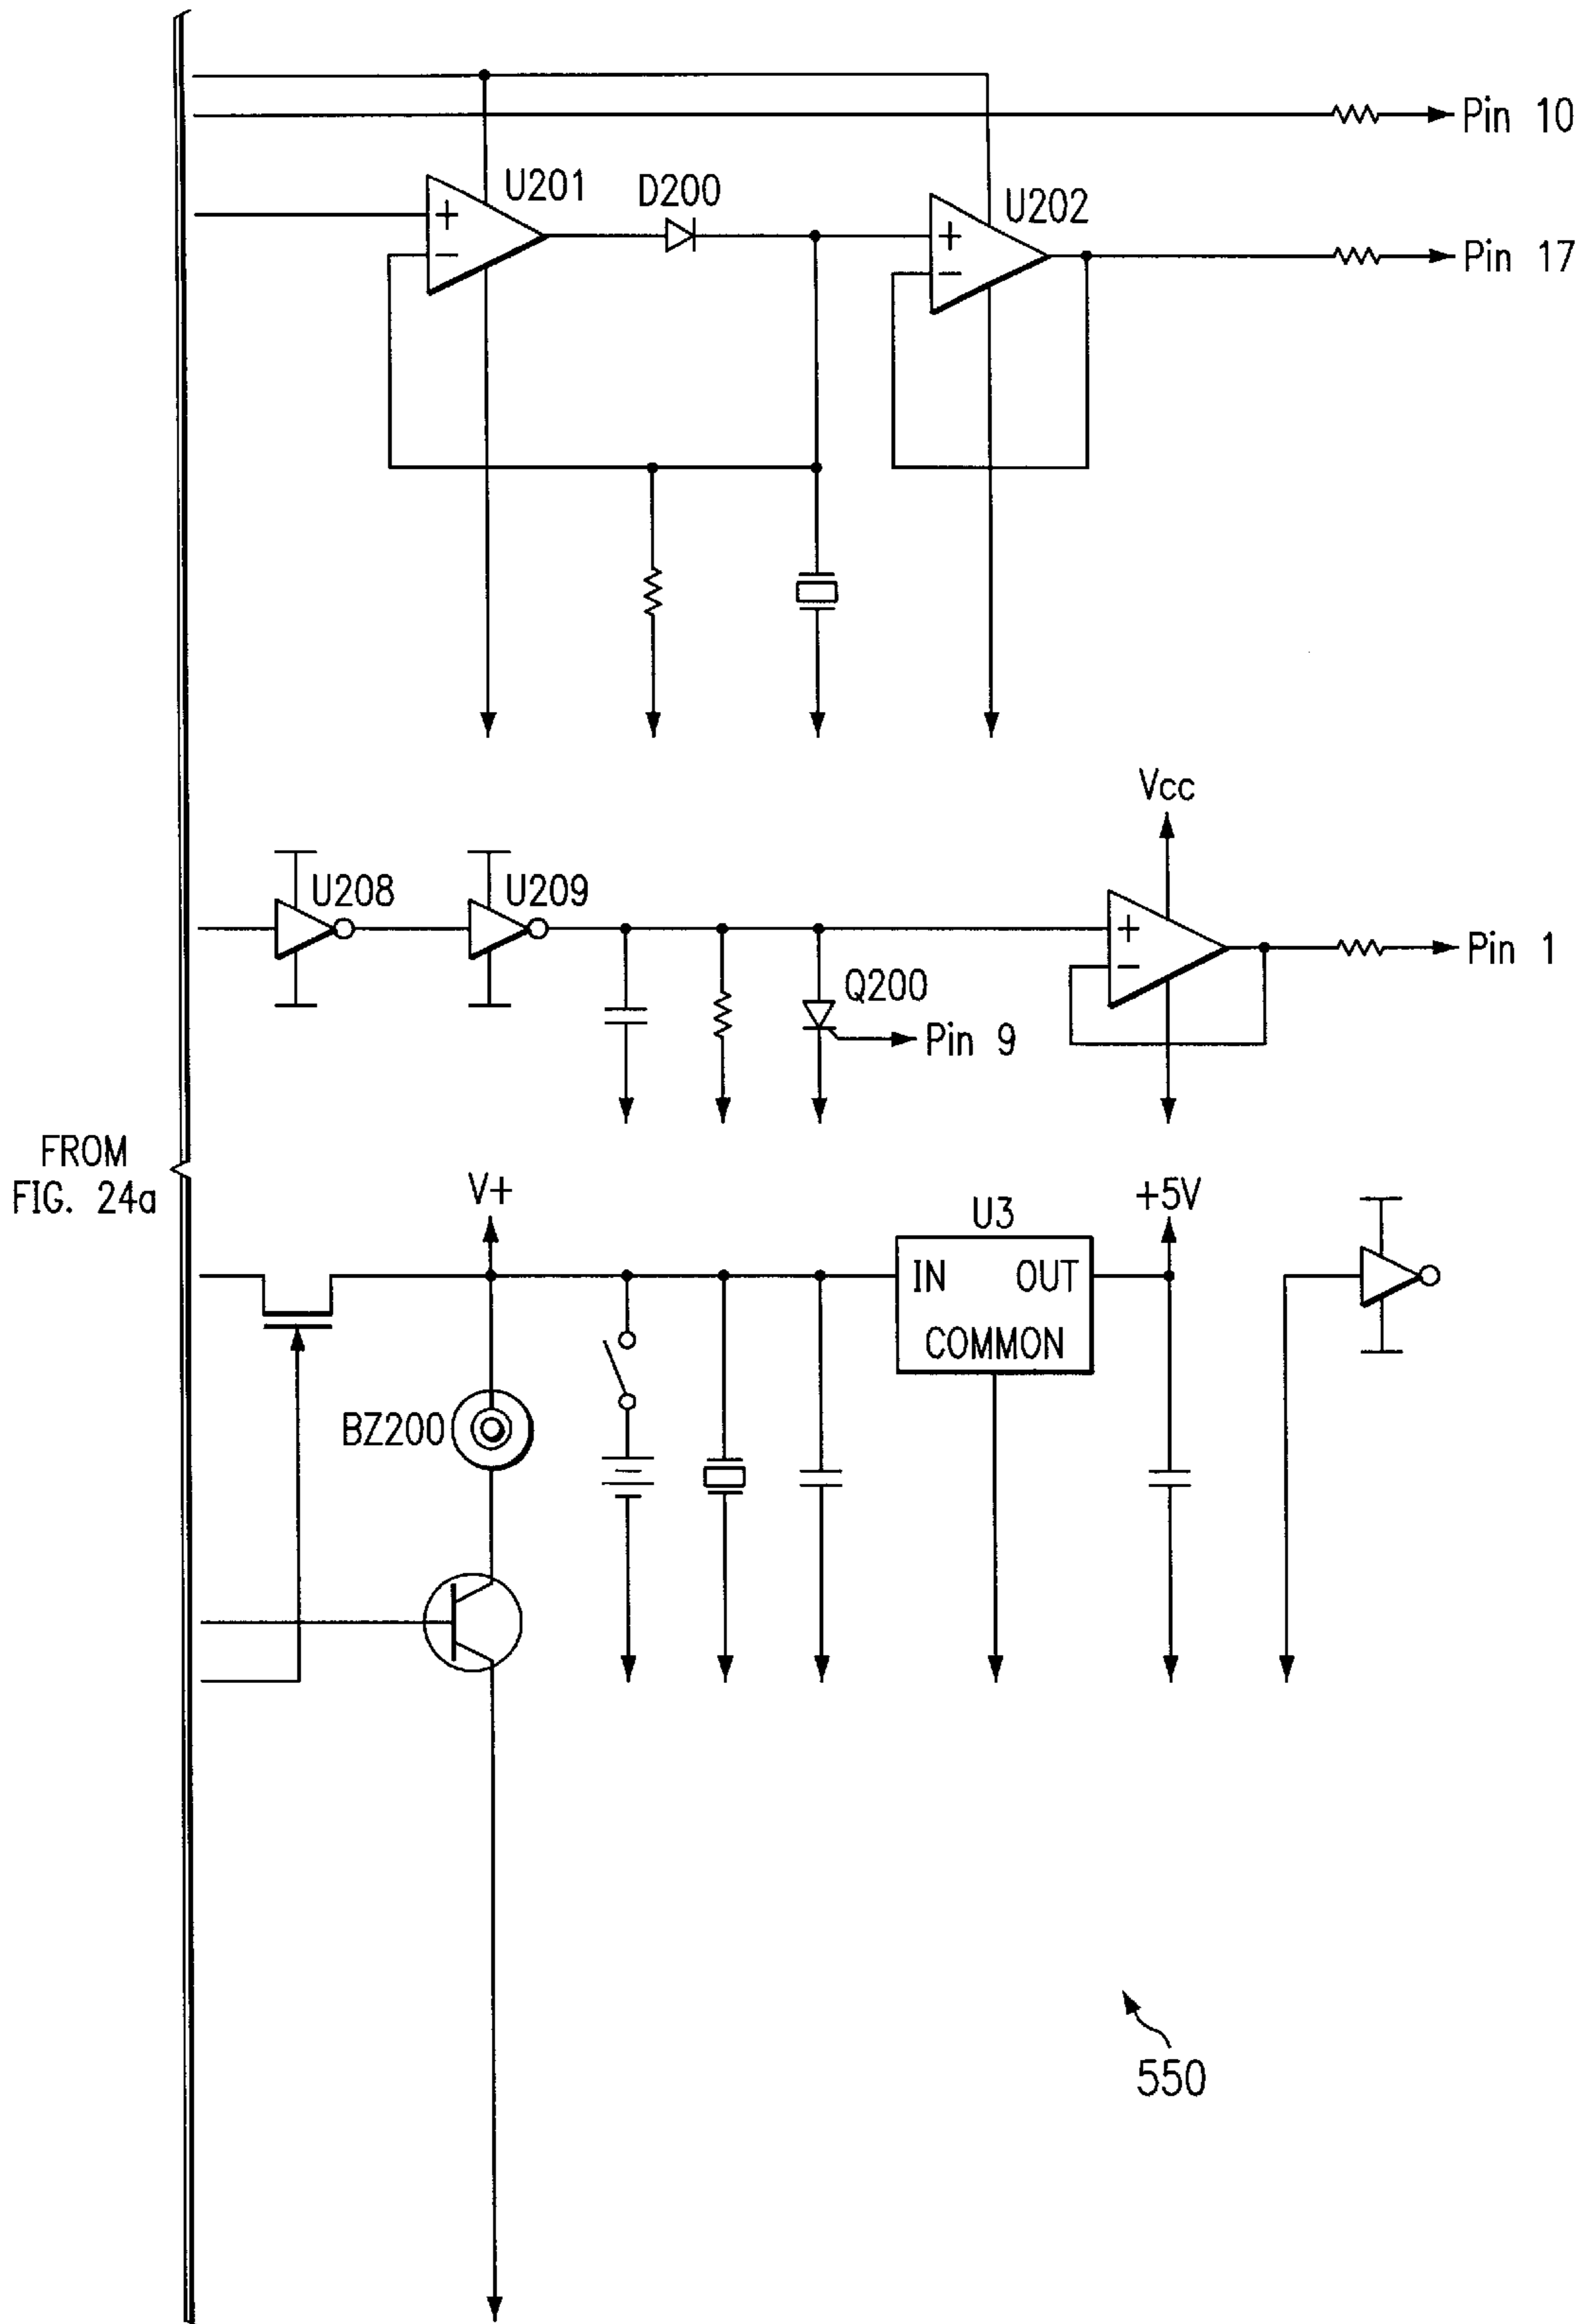 Pin 10
U201
D200
U202
+
-
+
-
Pin 17
Vcc
U208
U209
+
-
Pin 1
Q200
Pin 9
FROM
FIG. 24a
V+
U3
+5V
IN OUT
COMMON
BZ200
550